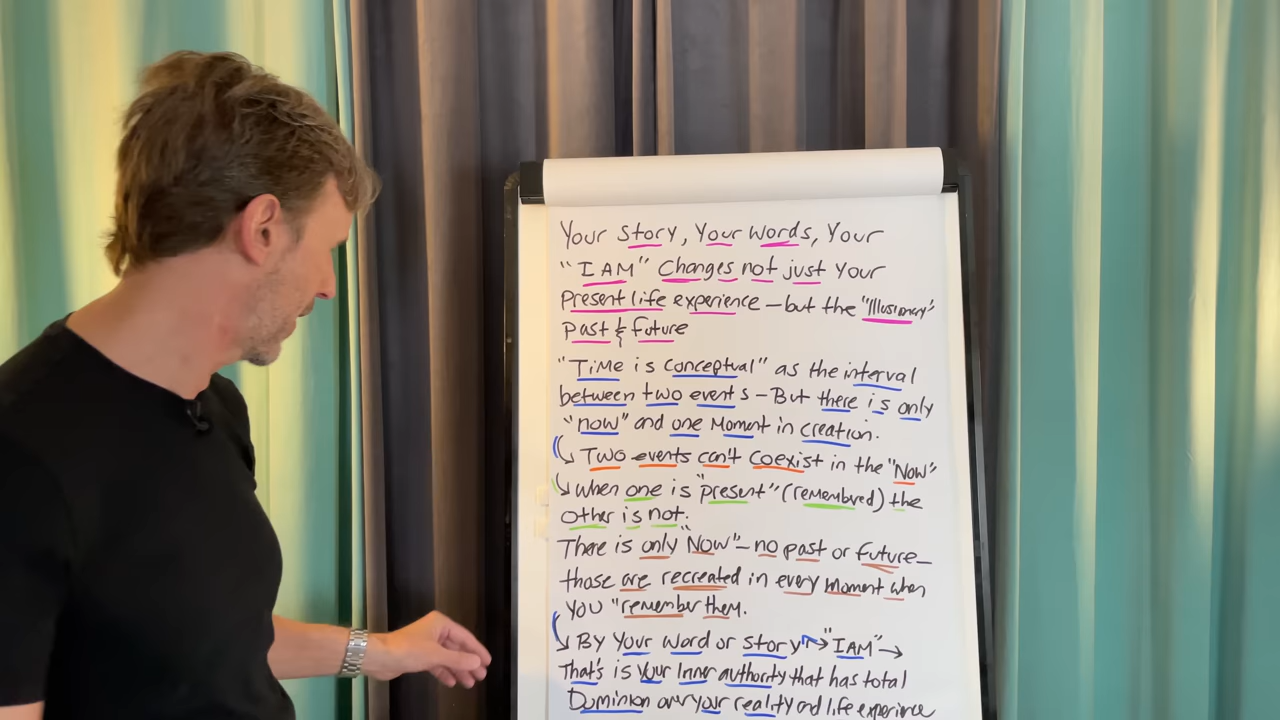 Your Story, Your Words, Your
"I AM" Changes not just Your
Present life experience – but the "Illusionary"
Past & Future
"Time is conceptual" as the interval
between two events – But there is only
"now" and one Moment in creation.
↳ Two events can't coexist in the "Now"
↳ when one is "present" (remembered) the
other is not.
There is only "Now" – no past or future –
those are recreated in every moment when
you "remember them.
↳ By Your Word or Story → "I AM" →
That's is your Inner authority that has total
Dominion over your reality and life experience